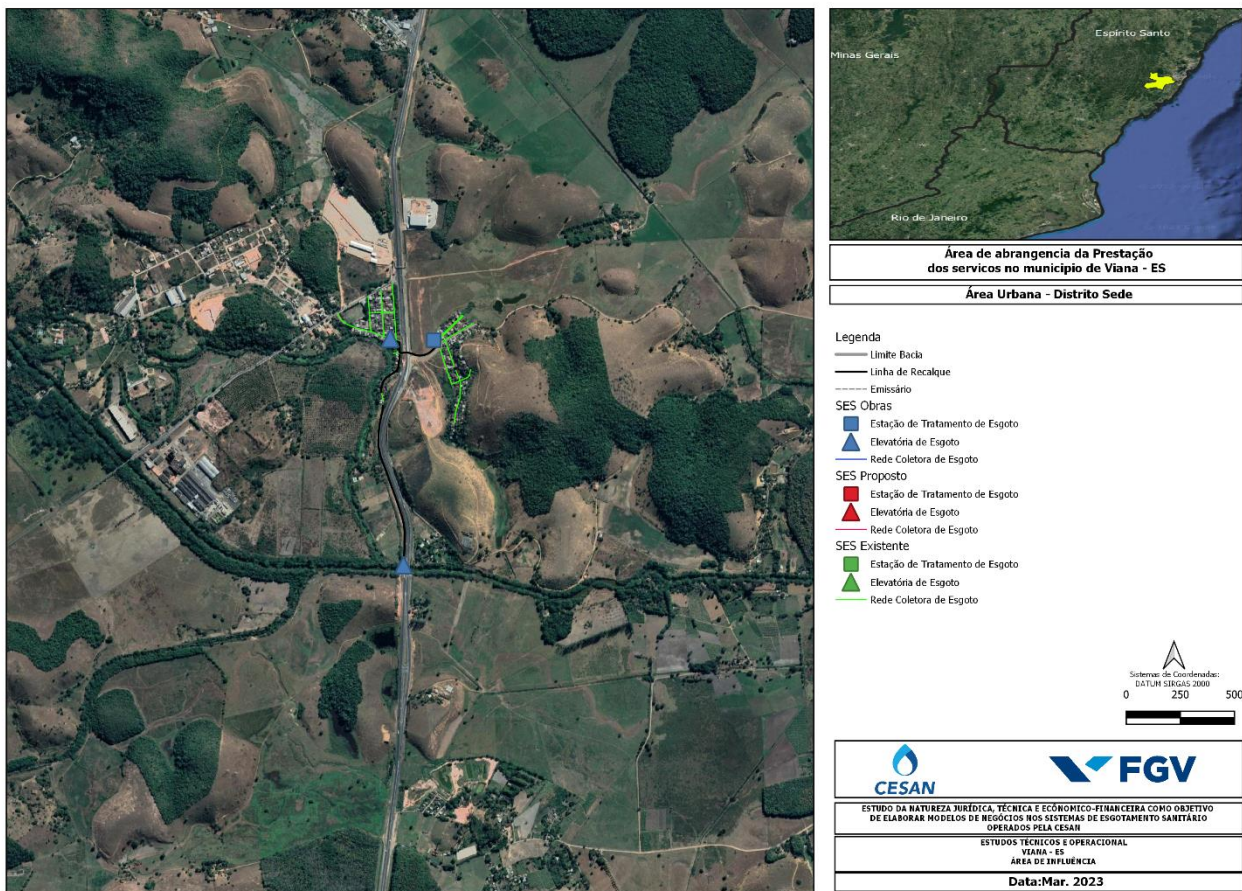 Espírito Santo
Minas Gerais
Rio de Janeiro
Área de abrangencia da Prestação
dos servicos no municipio de Viana - ES
Área Urbana - Distrito Sede
Legenda
Limite Bacia
Linha de Recalque
Emissário
SES Obras
Estação de Tratamento de Esgoto
Elevatória de Esgoto
Rede Coletora de Esgoto
SES Proposto
Estação de Tratamento de Esgoto
Elevatória de Esgoto
Rede Coletora de Esgoto
SES Existente
Estação de Tratamento de Esgoto
Elevatória de Esgoto
Rede Coletora de Esgoto
Sistemas de Coordenadas:
DATUM SIRGAS 2000
0 250 500
CESAN
FGV
ESTUDO DA NATUREZA JURÍDICA, TÉCNICA E ECÔNOMICO-FINANCEIRA COMO OBJETIVO
DE ELABORAR MODELOS DE NEGÓCIOS NOS SISTEMAS DE ESGOTAMENTO SANITÁRIO
OPERADOS PELA CESAN
ESTUDOS TÉCNICOS E OPERACIONAL
VIANA - ES
ÁREA DE INFLUÊNCIA
Data:Mar. 2023